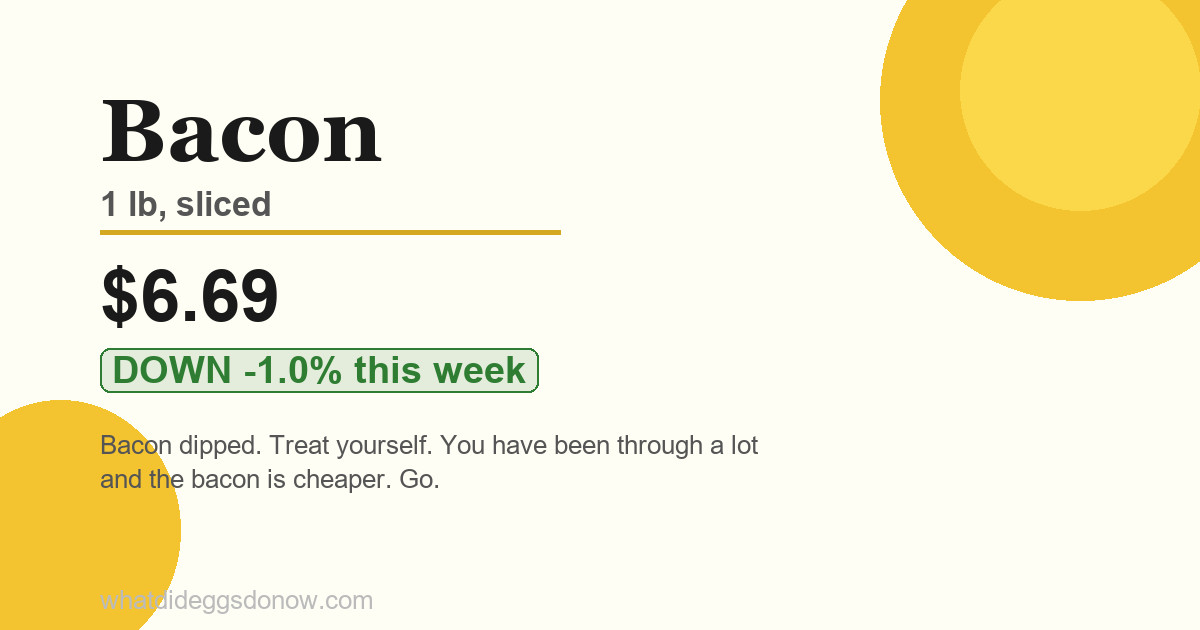 Bacon
1 lb, sliced
$6.69
DOWN -1.0% this week
Bacon dipped. Treat yourself. You have been through a lot
and the bacon is cheaper. Go.
whatdideggsdonow.com